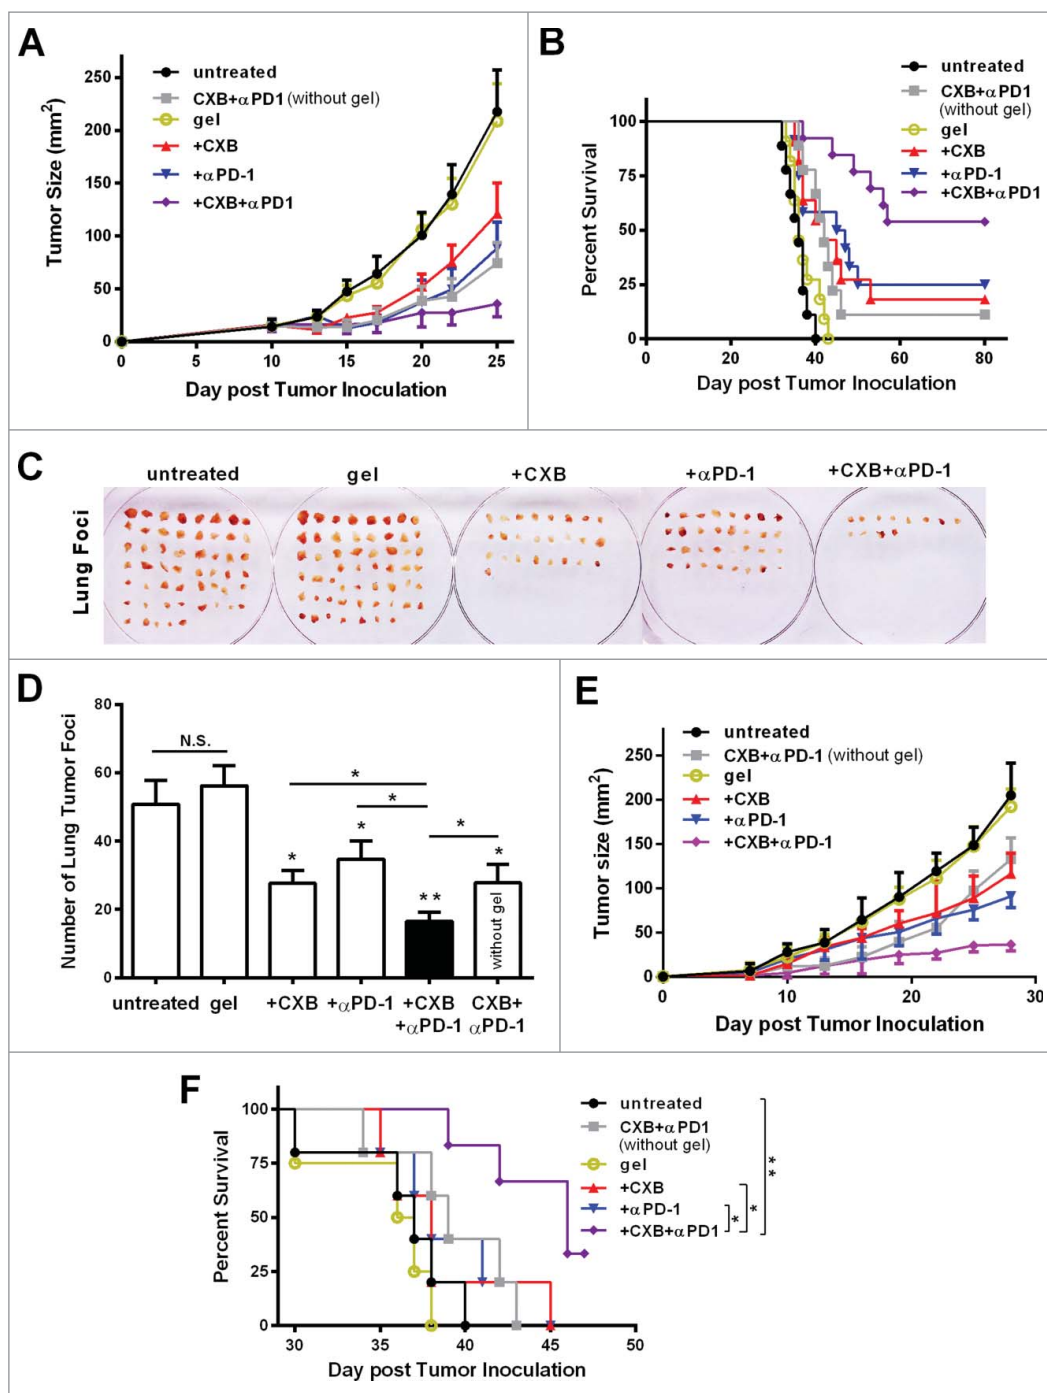 A
untreated
CXB+αPD1 (without gel)
gel
+CXB
+αPD-1
+CXB+αPD1
Tumor Size (mm²)
250
200
150
100
50
0
0 5 10 15 20 25
Day post Tumor Inoculation
B
untreated
CXB+αPD1
(without gel)
gel
+CXB
+αPD-1
+CXB+αPD1
Percent Survival
100
75
50
25
0
0 20 40 60 80
Day post Tumor Inoculation
C
untreated gel +CXB +αPD-1 +CXB+αPD-1
Lung Foci
D
Number of Lung Tumor Foci
80
60
40
20
0
N.S.
*
*
*
*
*
**
*
without gel
untreated gel +CXB +αPD-1 +CXB CXB+
+αPD-1 αPD-1
E
untreated
CXB+αPD-1 (without gel)
gel
+CXB
+αPD-1
+CXB+αPD-1
Tumor size (mm²)
250
200
150
100
50
0
0 10 20 30
Day post Tumor Inoculation
F
untreated
CXB+αPD1
(without gel)
gel
+CXB
+αPD-1
+CXB+αPD1
*
*
**
Percent Survival
100
75
50
25
0
30 35 40 45 50
Day post Tumor Inoculation